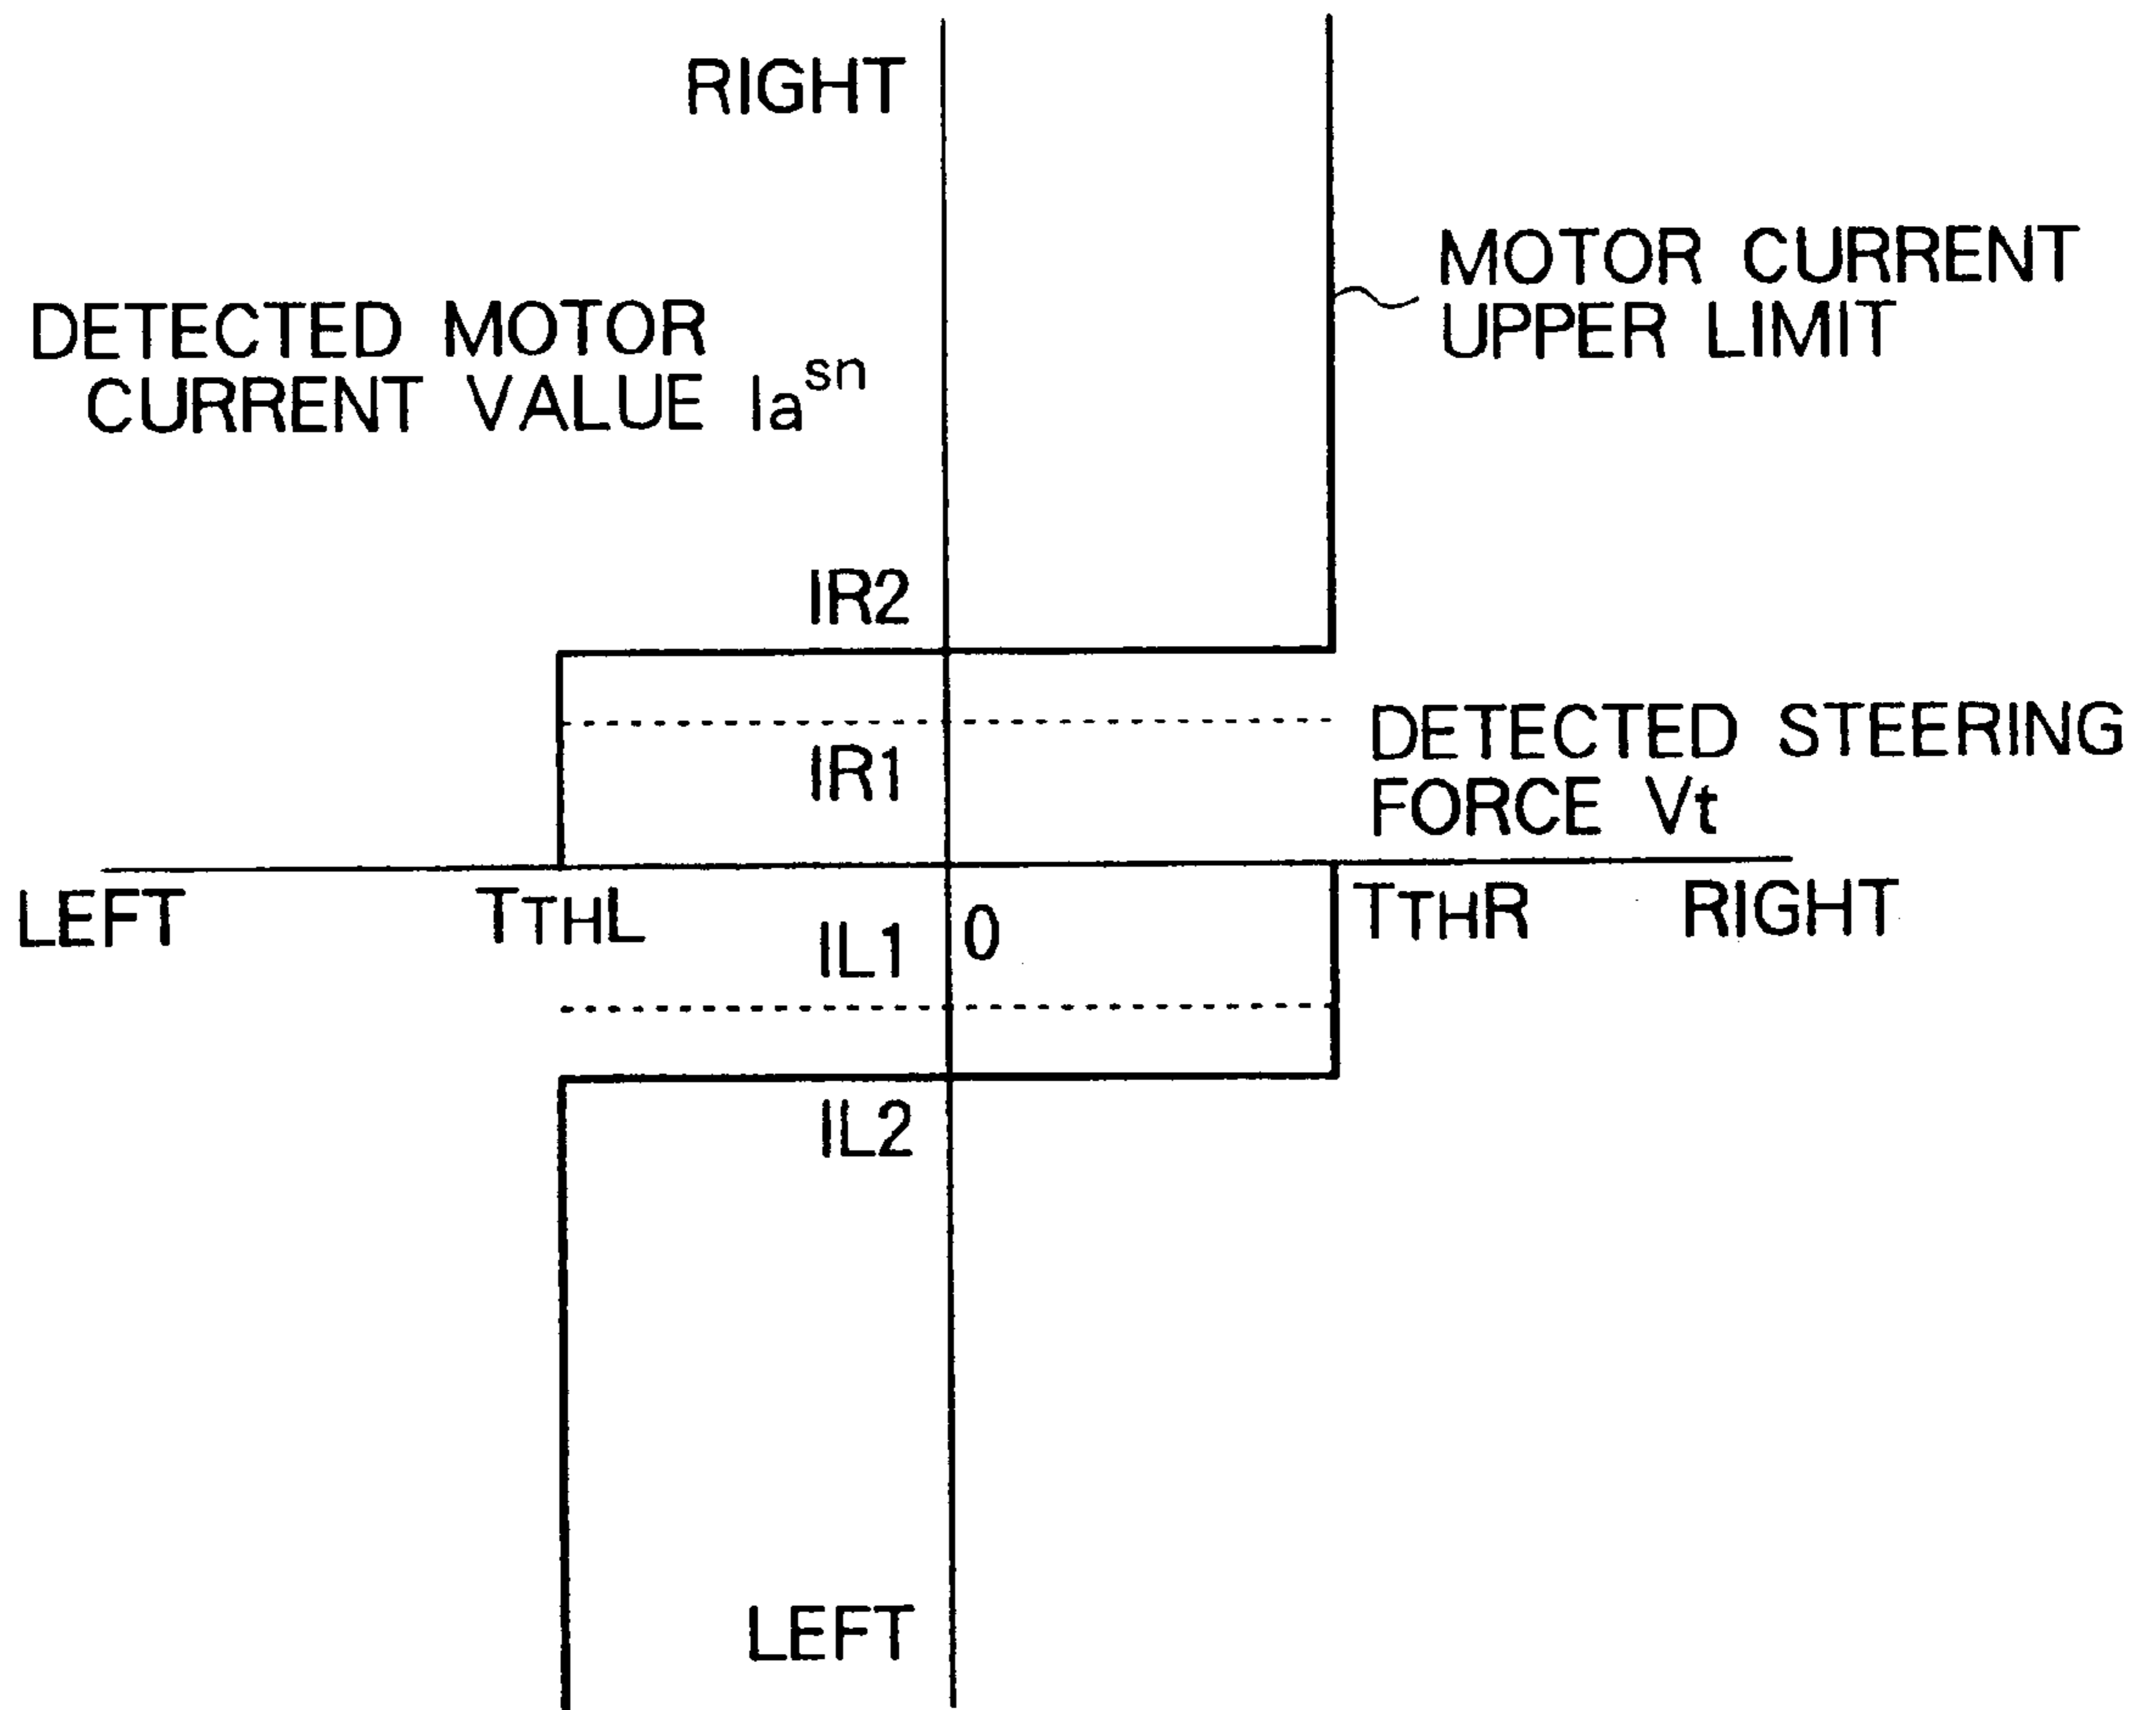 RIGHT
MOTOR CURRENT
UPPER LIMIT
DETECTED MOTOR
CURRENT VALUE Ia^sn
IR2
IR1
DETECTED STEERING
FORCE Vt
LEFT
TTHL
IL1
0
TTHR
RIGHT
IL2
LEFT